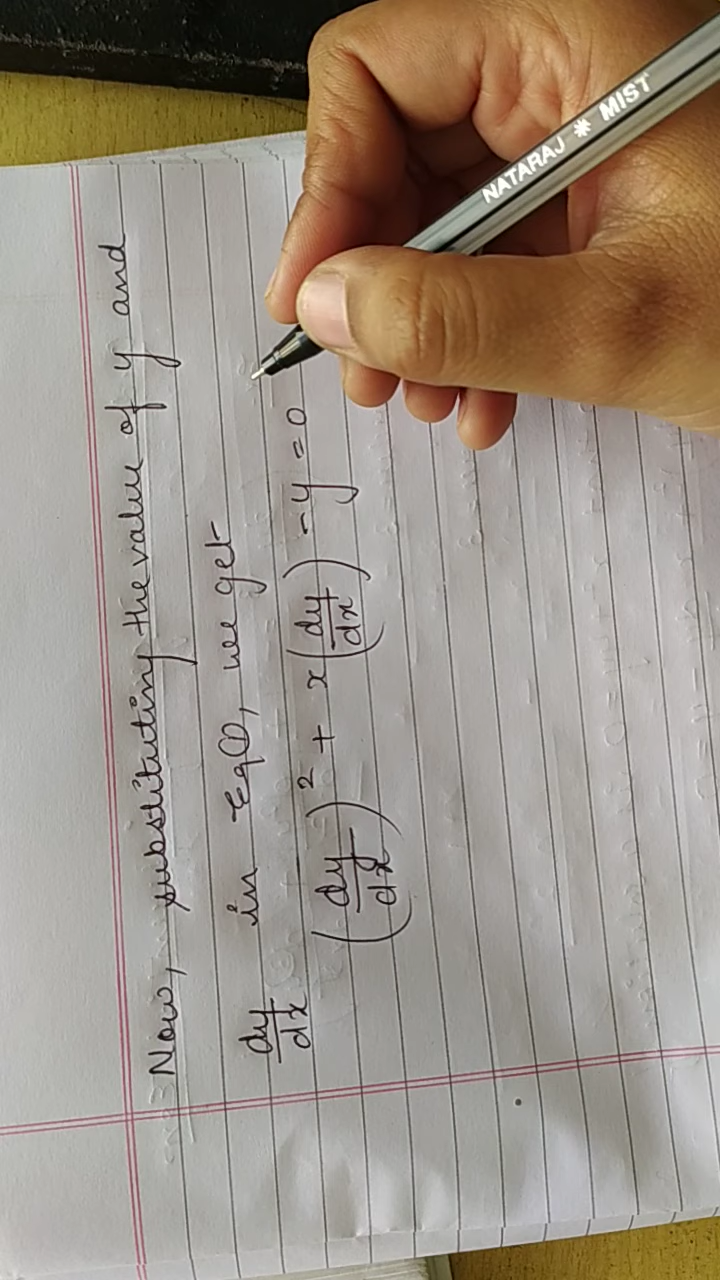 Now, substituting the value of y and
dy/dx in Eq①, we get
(dy/dx)² + x(dy/dx) - y = 0
NATARAJ ✱ MIST